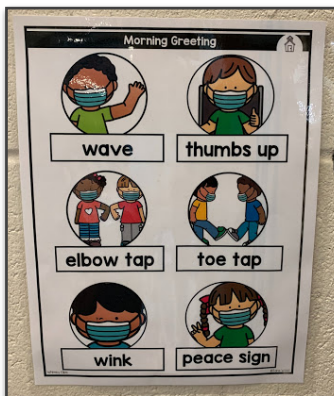 Morning Greeting
wave
thumbs up
elbow tap
toe tap
wink
peace sign